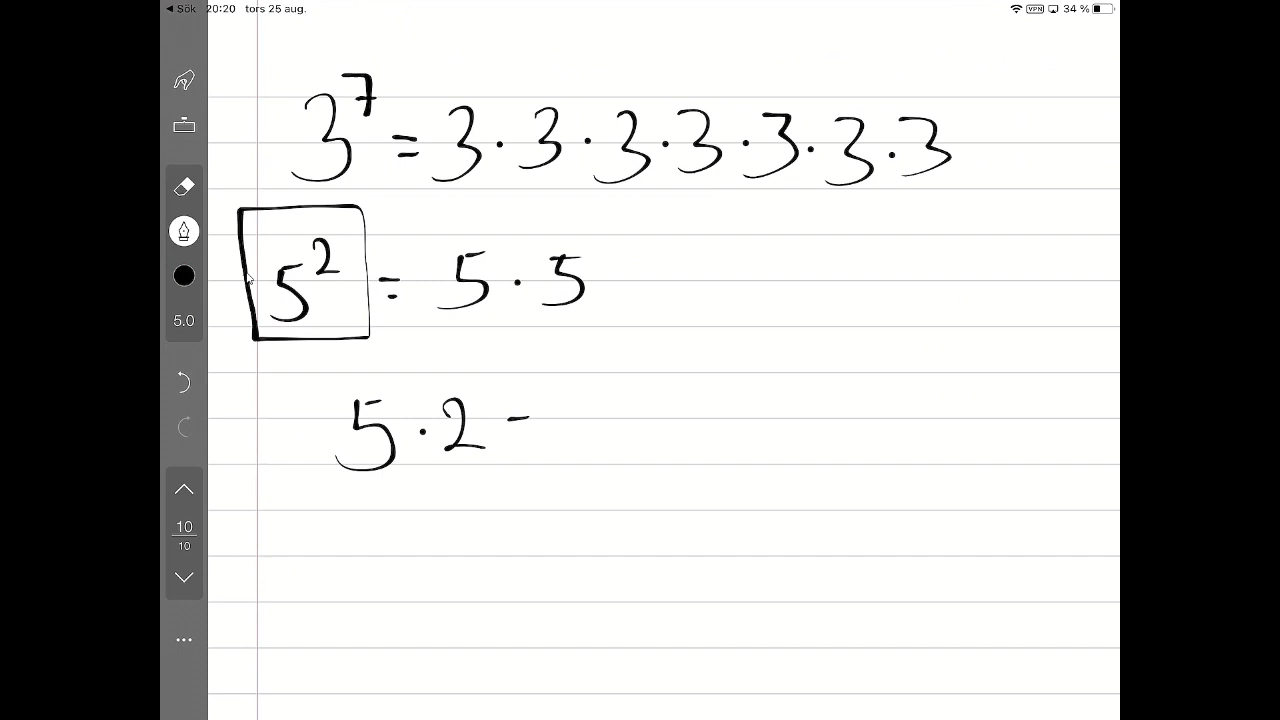 Sök 20:20 tors 25 aug. VPN 34 %
3⁷ = 3 · 3 · 3 · 3 · 3 · 3 · 3
5² = 5 · 5
5.0
5 · 2 -
10
10